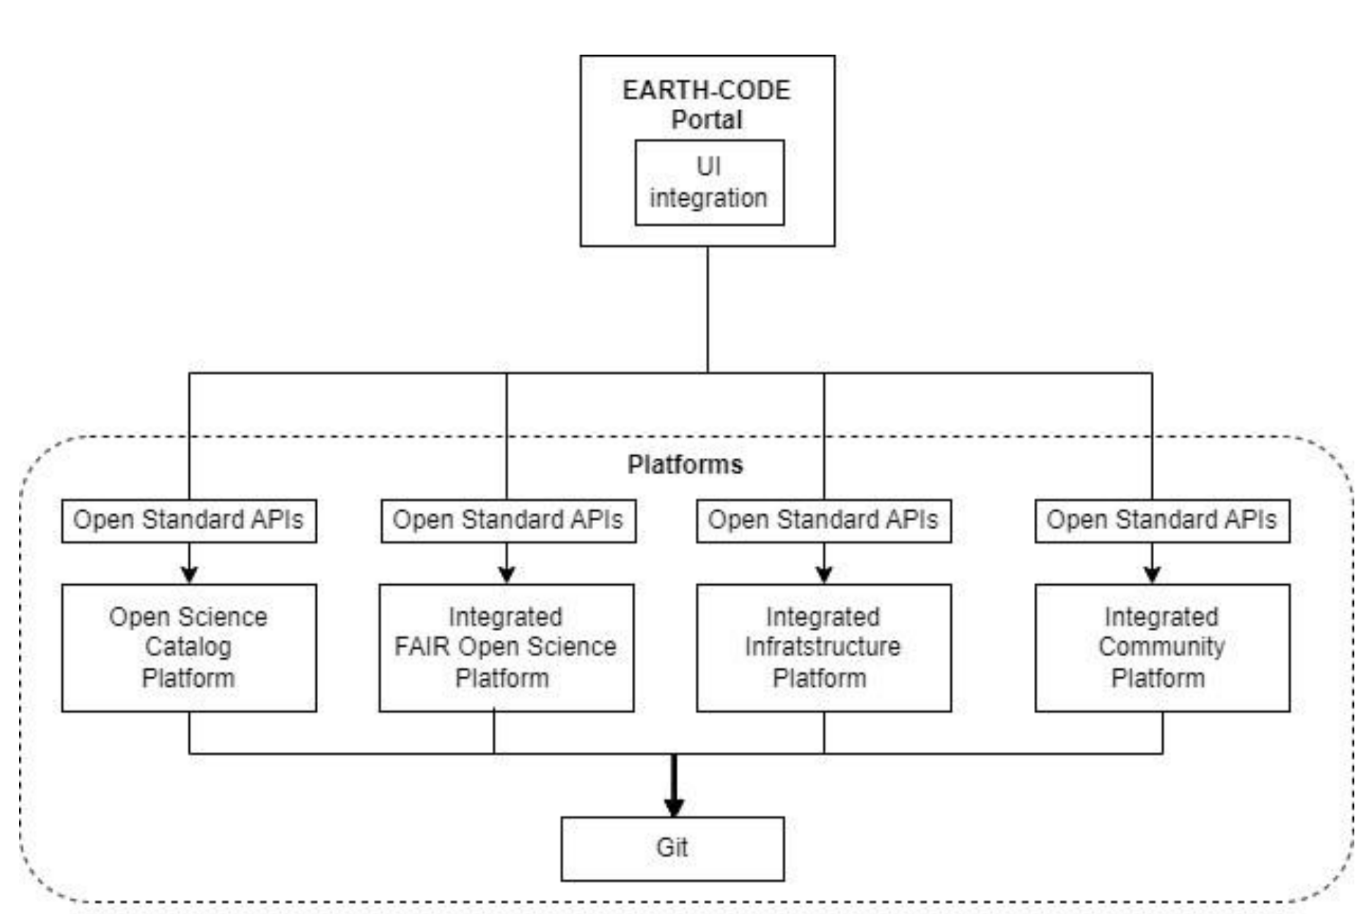 EARTH-CODE
Portal
UI
integration
Platforms
Open Standard APIs
Open Standard APIs
Open Standard APIs
Open Standard APIs
Open Science
Catalog
Platform
Integrated
FAIR Open Science
Platform
Integrated
Infratstructure
Platform
Integrated
Community
Platform
Git